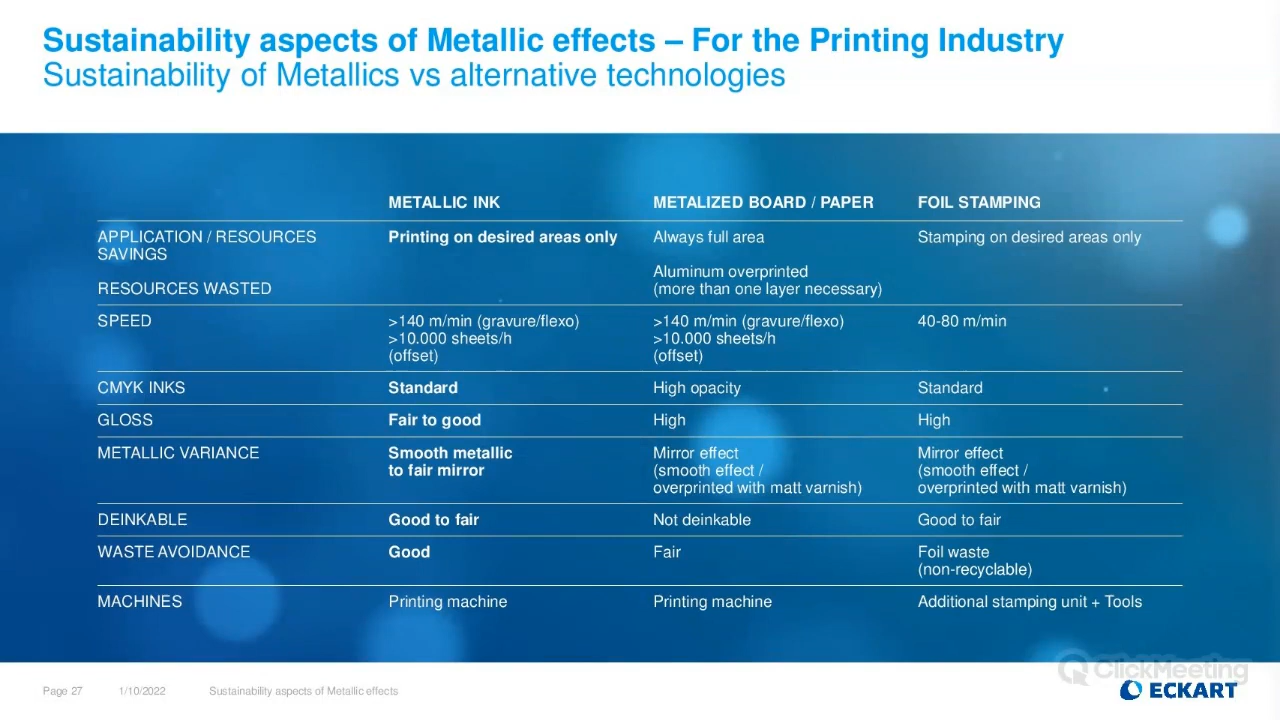 Sustainability aspects of Metallic effects – For the Printing Industry
Sustainability of Metallics vs alternative technologies
METALLIC INK METALIZED BOARD / PAPER FOIL STAMPING
APPLICATION / RESOURCES Printing on desired areas only Always full area Stamping on desired areas only
SAVINGS
Aluminum overprinted
RESOURCES WASTED (more than one layer necessary)
SPEED >140 m/min (gravure/flexo) >140 m/min (gravure/flexo) 40-80 m/min
>10.000 sheets/h >10.000 sheets/h
(offset) (offset)
CMYK INKS Standard High opacity Standard
GLOSS Fair to good High High
METALLIC VARIANCE Smooth metallic Mirror effect Mirror effect
to fair mirror (smooth effect / (smooth effect /
overprinted with matt varnish) overprinted with matt varnish)
DEINKABLE Good to fair Not deinkable Good to fair
WASTE AVOIDANCE Good Fair Foil waste
(non-recyclable)
MACHINES Printing machine Printing machine Additional stamping unit + Tools
ClickMeeting
Page 27 1/10/2022 Sustainability aspects of Metallic effects ECKART